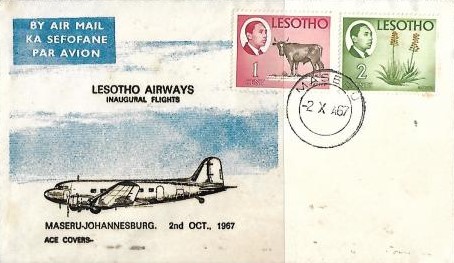 BY AIR MAIL
KA SEFOFANE
PAR AVION
LESOTHO
1
LESOTHO
2
MASERU
-2 X A67
LESOTHO AIRWAYS
INAUGURAL FLIGHTS
MASERU-JOHANNESBURG. 2nd OCT., 1967
ACE COVERS-